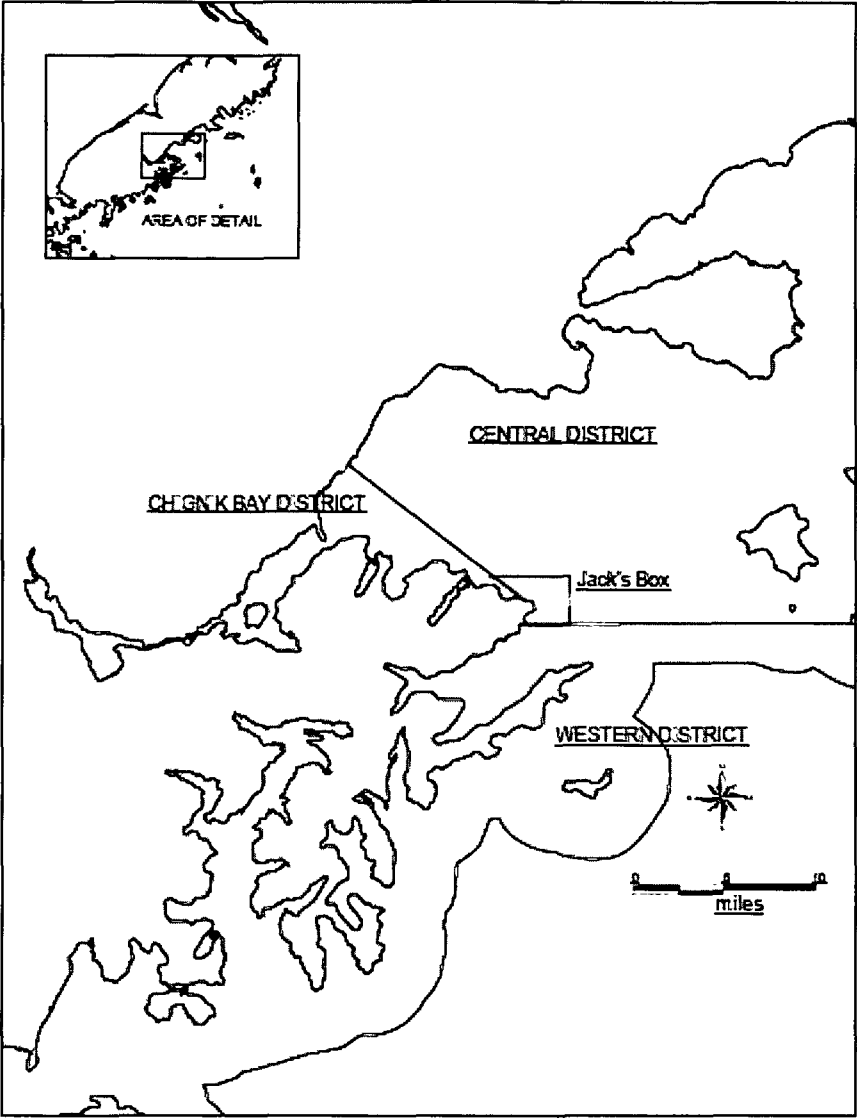 AREA OF DETAIL
CENTRAL DISTRICT
CHIGNIK BAY DISTRICT
Jack's Box
WESTERN DISTRICT
0 5 10
miles